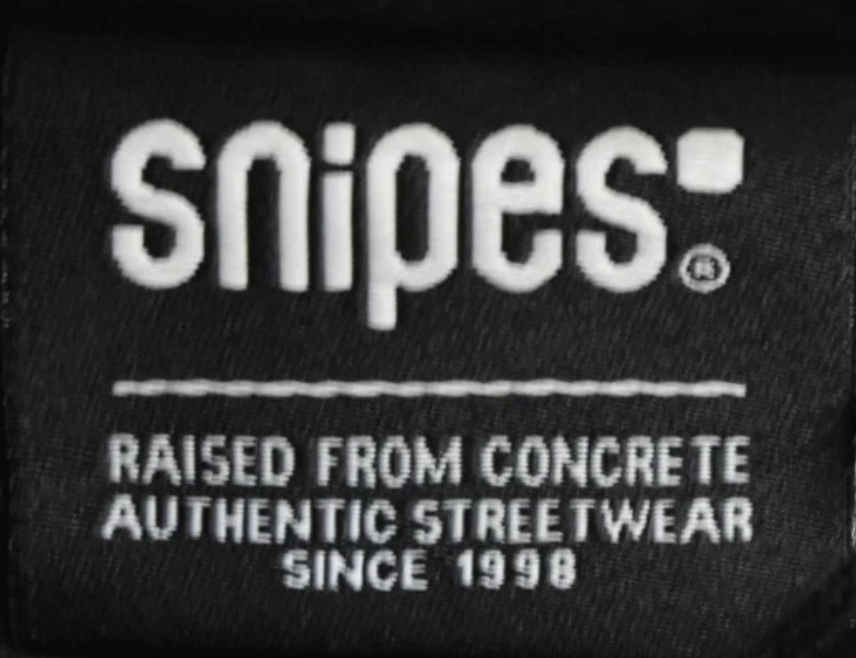 snipes®
RAISED FROM CONCRETE
AUTHENTIC STREETWEAR
SINCE 1998